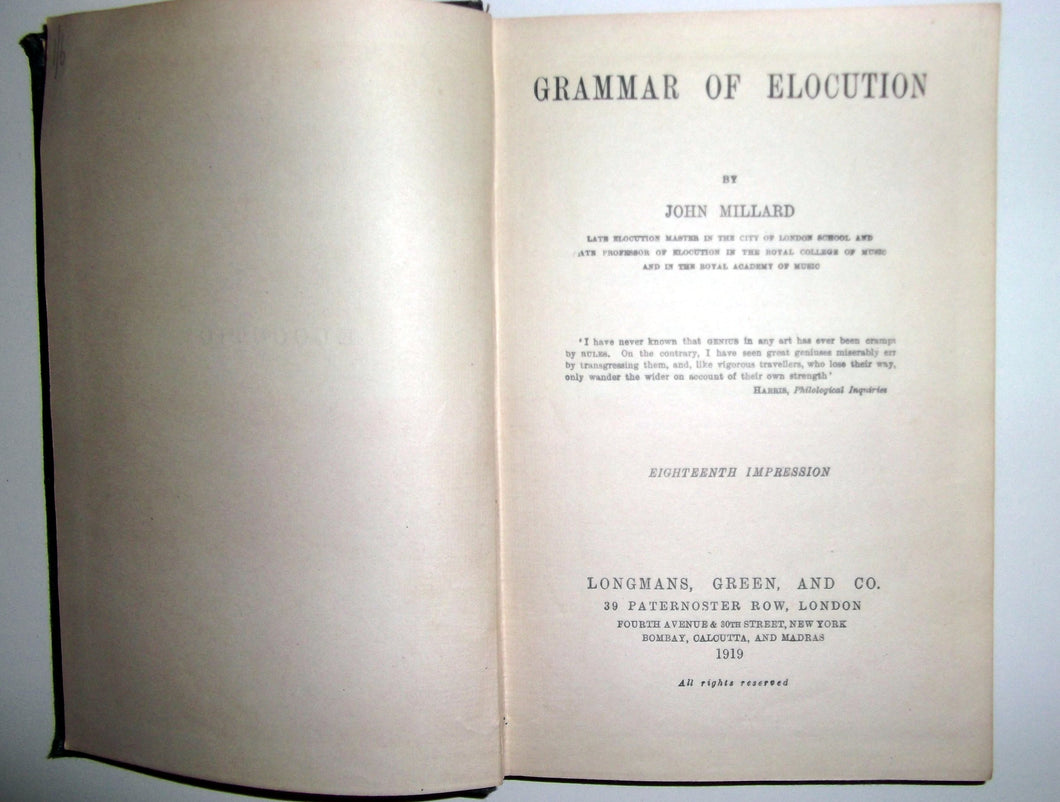 GRAMMAR OF ELOCUTION
BY
JOHN MILLARD
LATE ELOCUTION MASTER IN THE CITY OF LONDON SCHOOL AND
LATE PROFESSOR OF ELOCUTION IN THE ROYAL COLLEGE OF MUSIC
AND IN THE ROYAL ACADEMY OF MUSIC
'I have never known that GENIUS in any art has ever been crampt
by RULES. On the contrary, I have seen great geniuses miserably err
by transgressing them, and, like vigorous travellers, who lose their way,
only wander the wider on account of their own strength'
HARRIS, Philological Inquiries
EIGHTEENTH IMPRESSION
LONGMANS, GREEN, AND CO.
39 PATERNOSTER ROW, LONDON
FOURTH AVENUE & 30TH STREET, NEW YORK
BOMBAY, CALCUTTA, AND MADRAS
1919
All rights reserved